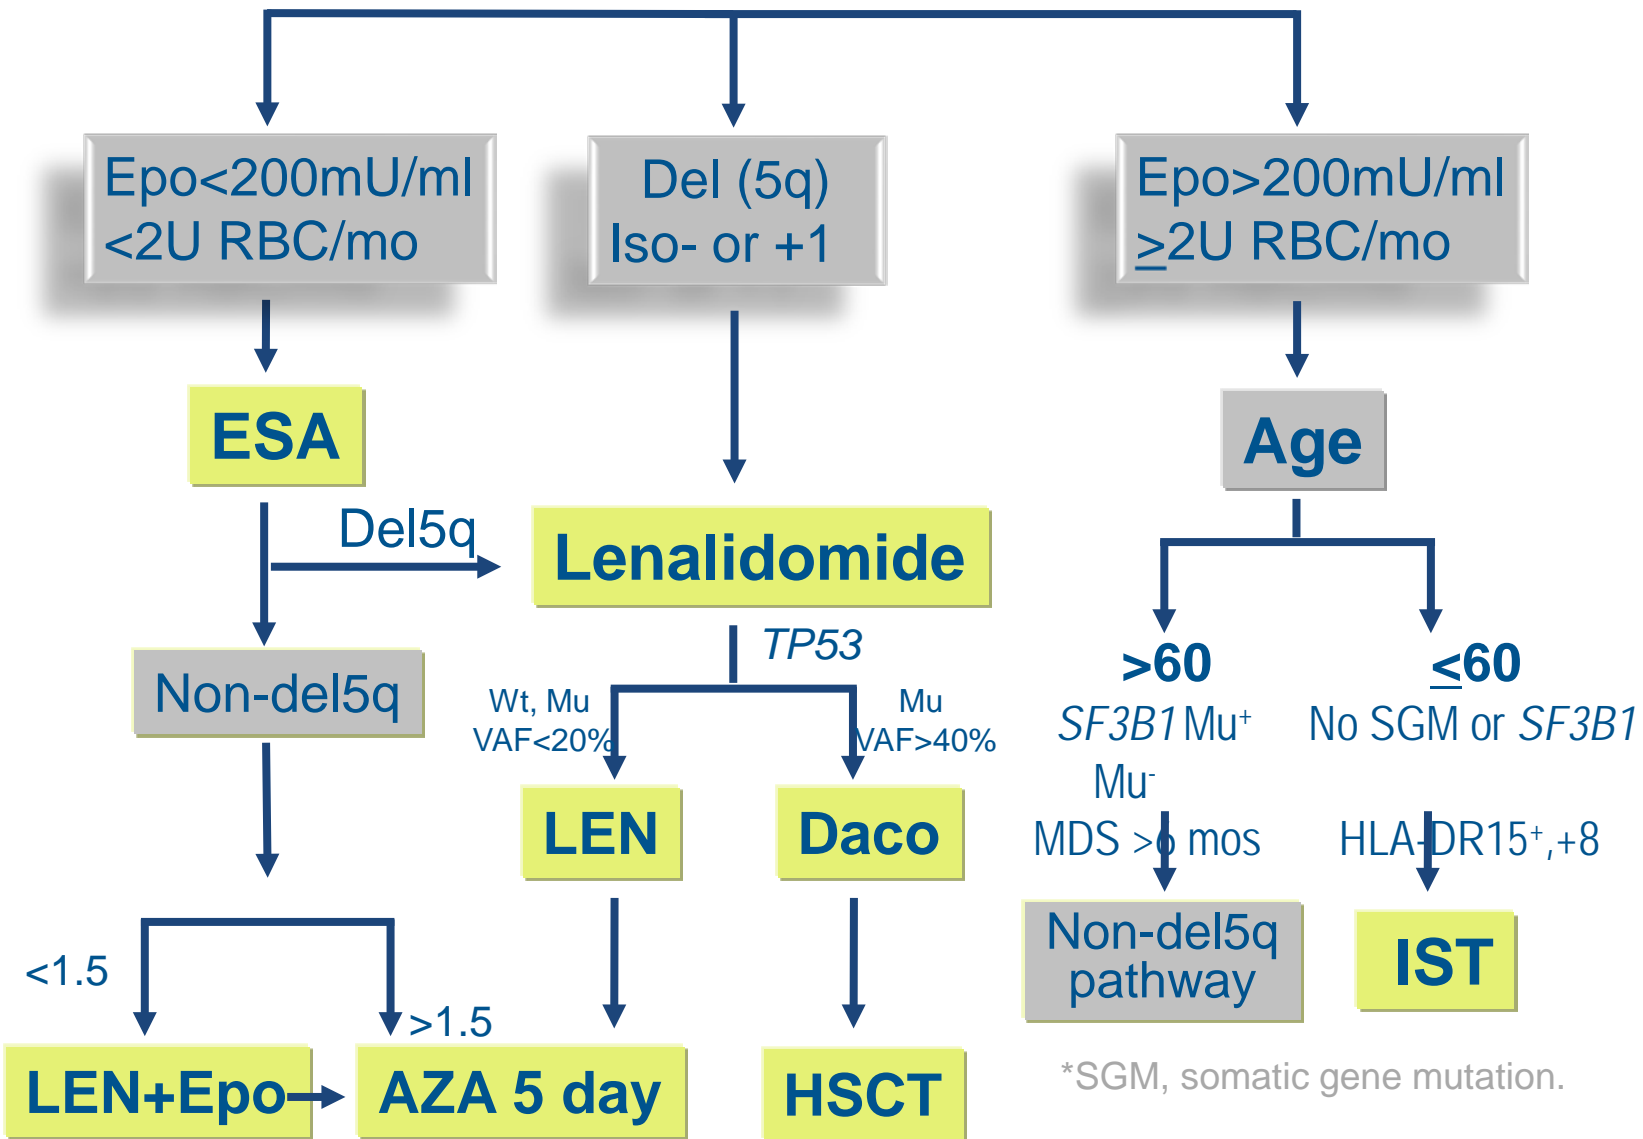 Epo<200mU/ml
<2U RBC/mo
Del (5q)
Iso- or +1
Epo>200mU/ml
≥2U RBC/mo
ESA
Age
Del5q
Lenalidomide
Non-del5q
TP53
Wt, Mu
VAF<20%
Mu
VAF>40%
>60
SF3B1 Mu⁺
Mu⁻
MDS >6 mos
≤60
No SGM or SF3B1
HLA-DR15⁺,+8
LEN
Daco
Non-del5q
pathway
IST
<1.5
>1.5
LEN+Epo
AZA 5 day
HSCT
*SGM, somatic gene mutation.